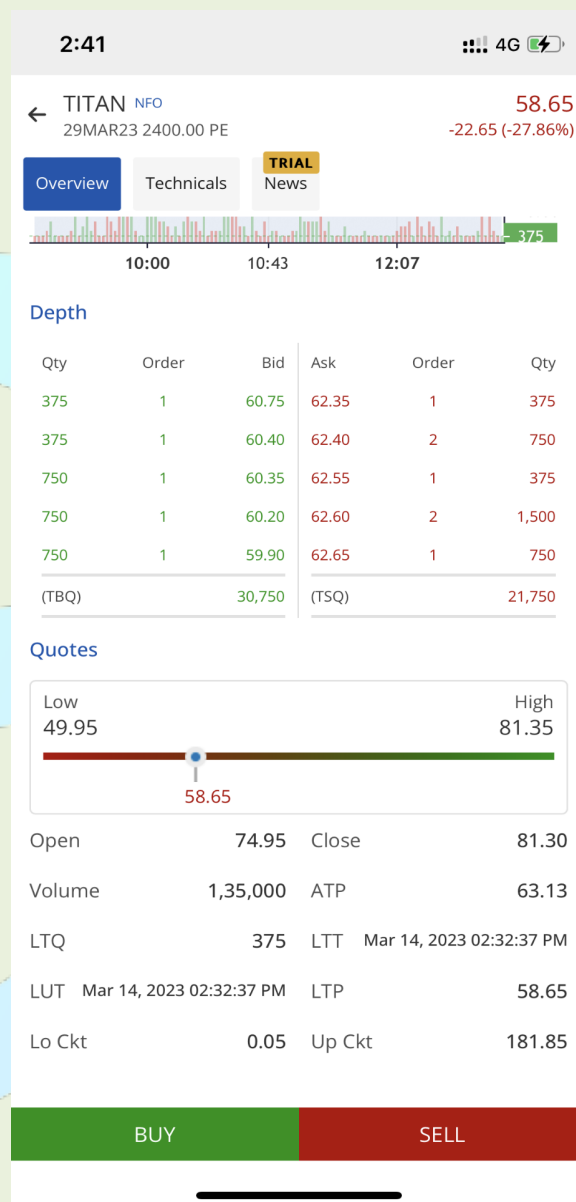 2:41 4G
TITAN NFO 58.65
29MAR23 2400.00 PE -22.65 (-27.86%)
TRIAL
Overview Technicals News
375
10:00 10:43 12:07
Depth
Qty Order Bid Ask Order Qty
375 1 60.75 62.35 1 375
375 1 60.40 62.40 2 750
750 1 60.35 62.55 1 375
750 1 60.20 62.60 2 1,500
750 1 59.90 62.65 1 750
(TBQ) 30,750 (TSQ) 21,750
Quotes
Low High
49.95 81.35
58.65
Open 74.95 Close 81.30
Volume 1,35,000 ATP 63.13
LTQ 375 LTT Mar 14, 2023 02:32:37 PM
LUT Mar 14, 2023 02:32:37 PM LTP 58.65
Lo Ckt 0.05 Up Ckt 181.85
BUY SELL